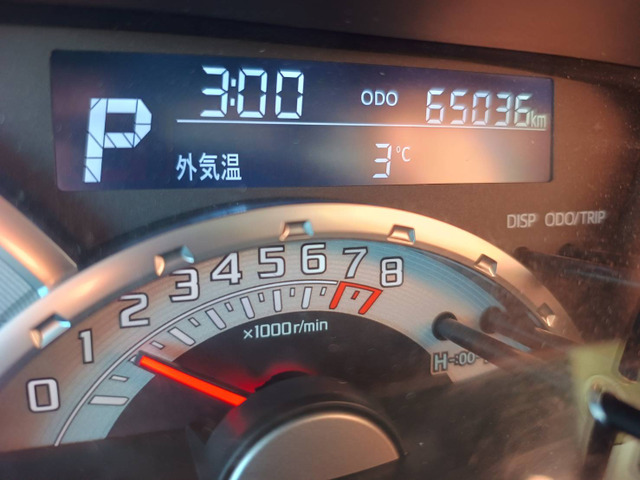 3:00 ODO 65036km
P
外気温 3℃
DISP ODO/TRIP
0 1 2 3 4 5 6 7 8
×1000r/min
H-:00